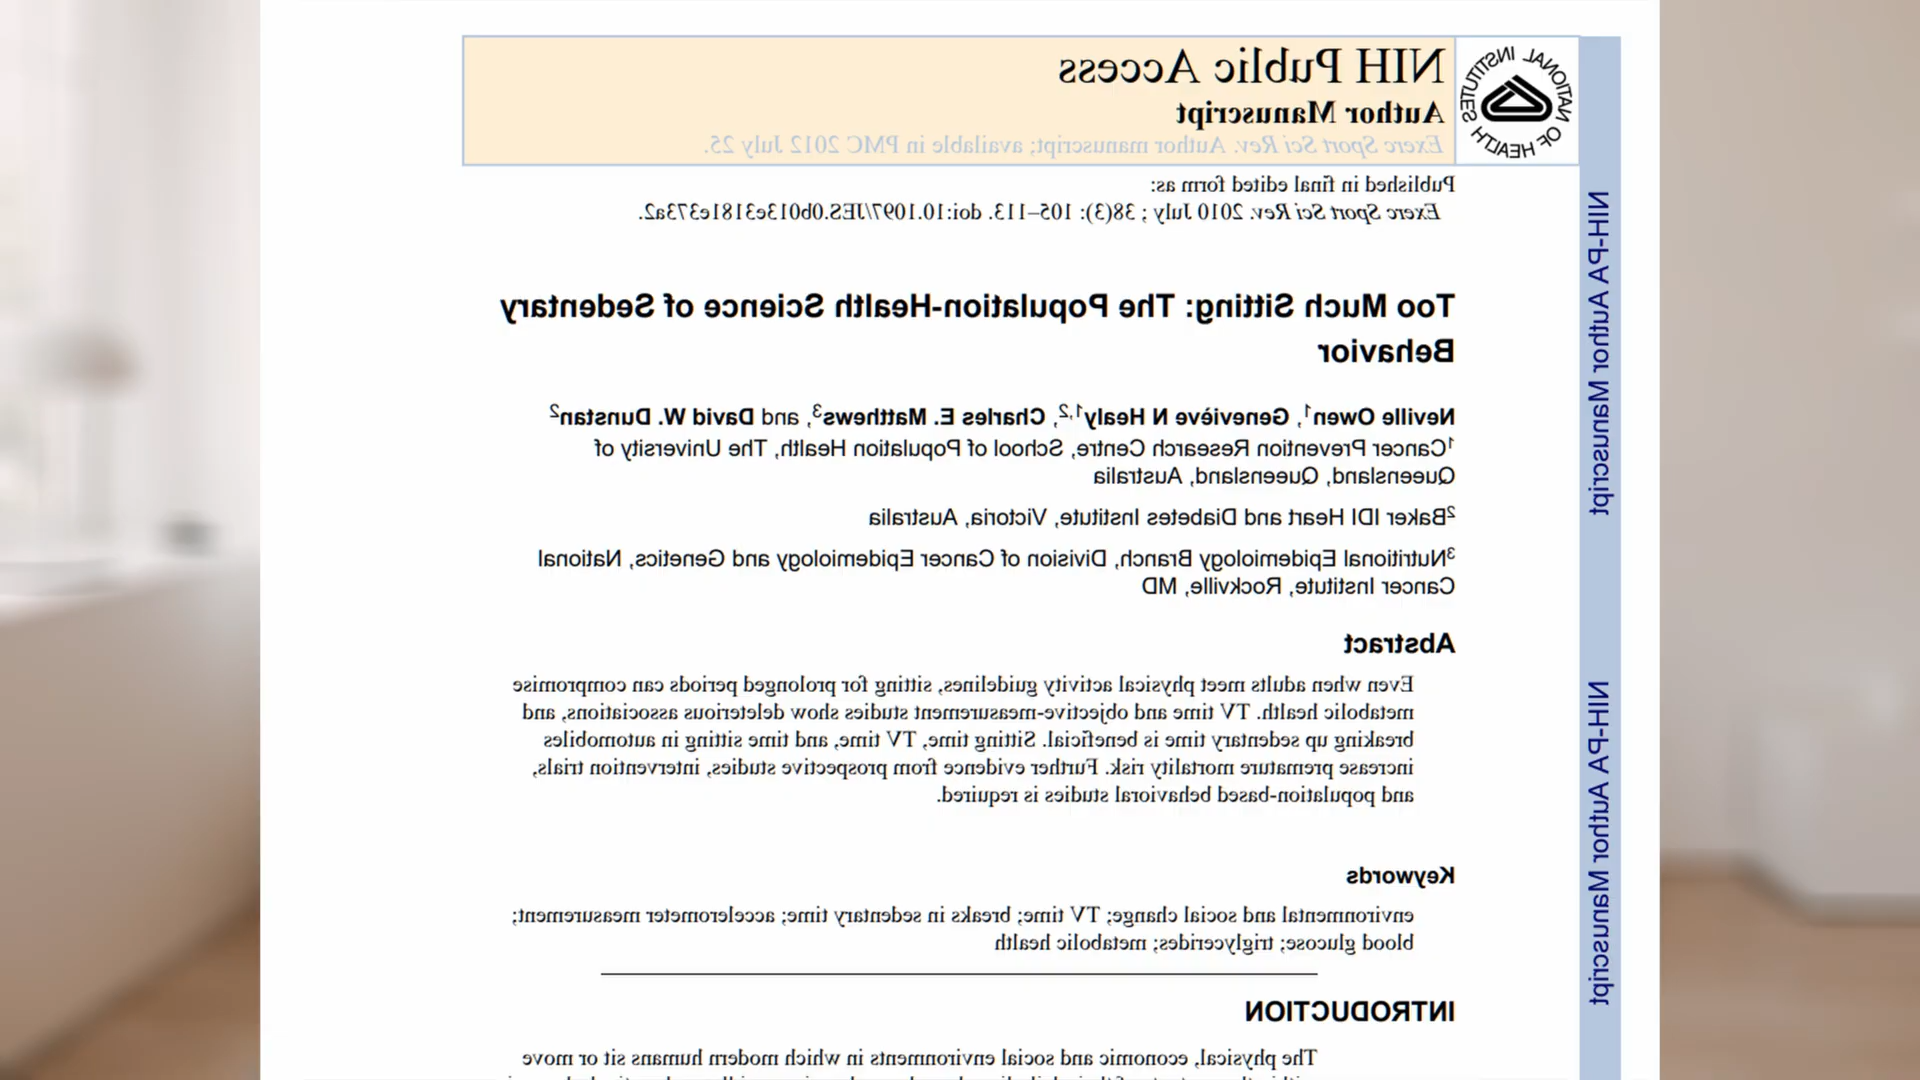 NIH Public Access
Author Manuscript
Exerc Sport Sci Rev. Author manuscript; available in PMC 2012 July 25.
NATIONAL INSTITUTES OF HEALTH
Published in final edited form as:
Exerc Sport Sci Rev. 2010 July ; 38(3): 105–113. doi:10.1097/JES.0b013e3181e373a2.
Too Much Sitting: The Population-Health Science of Sedentary
Behavior
Neville Owen1, Geneviève N Healy1,2, Charles E. Matthews3, and David W. Dunstan2
1Cancer Prevention Research Centre, School of Population Health, The University of
Queensland, Queensland, Australia
2Baker IDI Heart and Diabetes Institute, Victoria, Australia
3Nutritional Epidemiology Branch, Division of Cancer Epidemiology and Genetics, National
Cancer Institute, Rockville, MD
Abstract
Even when adults meet physical activity guidelines, sitting for prolonged periods can compromise
metabolic health. TV time and objective-measurement studies show deleterious associations, and
breaking up sedentary time is beneficial. Sitting time, TV time, and time sitting in automobiles
increase premature mortality risk. Further evidence from prospective studies, intervention trials,
and population-based behavioral studies is required.
Keywords
environmental and social change; TV time; breaks in sedentary time; accelerometer measurement;
blood glucose; triglycerides; metabolic health
INTRODUCTION
The physical, economic and social environments in which modern humans sit or move
NIH-PA Author Manuscript
NIH-PA Author Manuscript